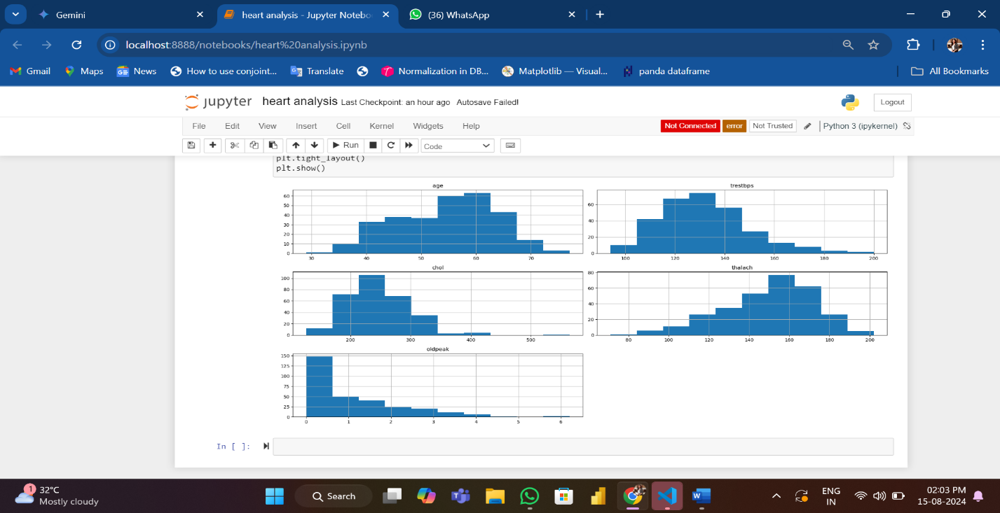 Gemini
heart analysis - Jupyter Notebo
(36) WhatsApp
localhost:8888/notebooks/heart%20analysis.ipynb
Gmail Maps News How to use conjoint... Translate Normalization in DB... Matplotlib — Visual... panda dataframe All Bookmarks
jupyter heart analysis Last Checkpoint: an hour ago Autosave Failed! Logout
File Edit View Insert Cell Kernel Widgets Help Not Connected error Not Trusted Python 3 (ipykernel)
Run Code
plt.tight_layout()
plt.show()
age
60
50
40
30
20
10
0
30 40 50 60 70
trestbps
60
40
20
0
100 120 140 160 180 200
chol
100
80
60
40
20
0
200 300 400 500
thalach
80
60
40
20
0
80 100 120 140 160 180 200
oldpeak
150
125
100
75
50
25
0
0 1 2 3 4 5 6
In [ ]:
1
32°C
Mostly cloudy
Search
ENG
IN
02:03 PM
15-08-2024